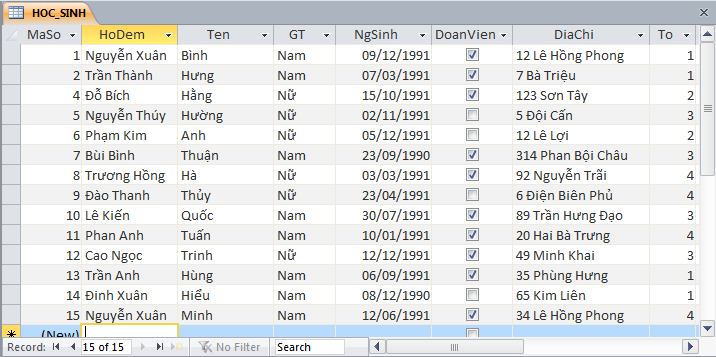 HOC_SINH
MaSo HoDem Ten GT NgSinh DoanVien DiaChi To
1 Nguyễn Xuân Bình Nam 09/12/1991 12 Lê Hồng Phong 1
2 Trần Thành Hưng Nam 07/03/1991 7 Bà Triệu 1
4 Đỗ Bích Hằng Nữ 15/10/1991 123 Sơn Tây 2
5 Nguyễn Thúy Hường Nữ 02/11/1991 5 Đội Cấn 3
6 Phạm Kim Anh Nữ 05/12/1991 12 Lê Lợi 2
7 Bùi Bình Thuận Nam 23/09/1990 314 Phan Bội Châu 3
8 Trương Hồng Hà Nữ 03/03/1991 92 Nguyễn Trãi 4
9 Đào Thanh Thủy Nữ 23/04/1991 6 Điện Biên Phủ 4
10 Lê Kiến Quốc Nam 30/07/1991 89 Trần Hưng Đạo 3
11 Phan Anh Tuấn Nam 10/01/1991 20 Hai Bà Trưng 4
12 Cao Ngọc Trinh Nữ 12/12/1991 49 Minh Khai 3
13 Trần Anh Hùng Nam 06/09/1991 35 Phùng Hưng 1
14 Đinh Xuân Hiểu Nam 08/12/1990 65 Kim Liên 1
15 Nguyễn Xuân Minh Nam 12/06/1991 34 Lê Hồng Phong 4
(New)
Record: 15 of 15 No Filter Search